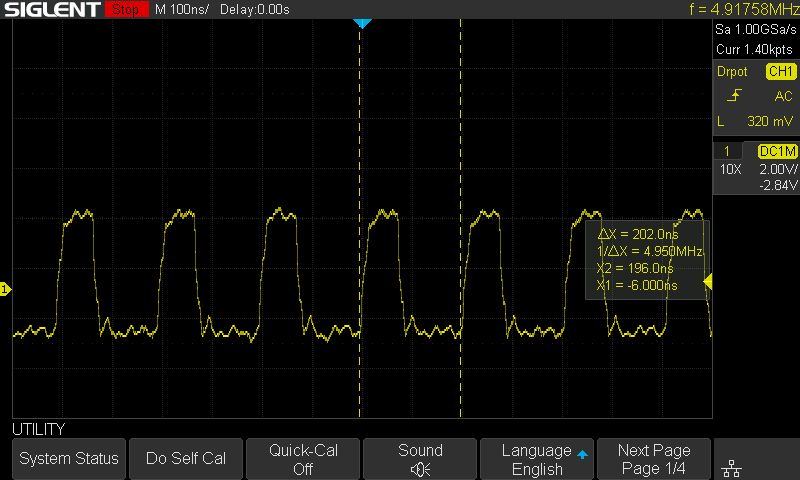 SIGLENT Stop M 100ns/ Delay:0.00s f = 4.91758MHz
Sa 1.00GSa/s
Curr 1.40kpts
Drpot CH1
AC
L 320 mV
1 DC1M
10X 2.00V/
-2.84V
ΔX = 202.0ns
1/ΔX = 4.950MHz
X2 = 196.0ns
X1 = -6.000ns
1
UTILITY
System Status
Do Self Cal
Quick-Cal
Off
Sound
Language
English
Next Page
Page 1/4